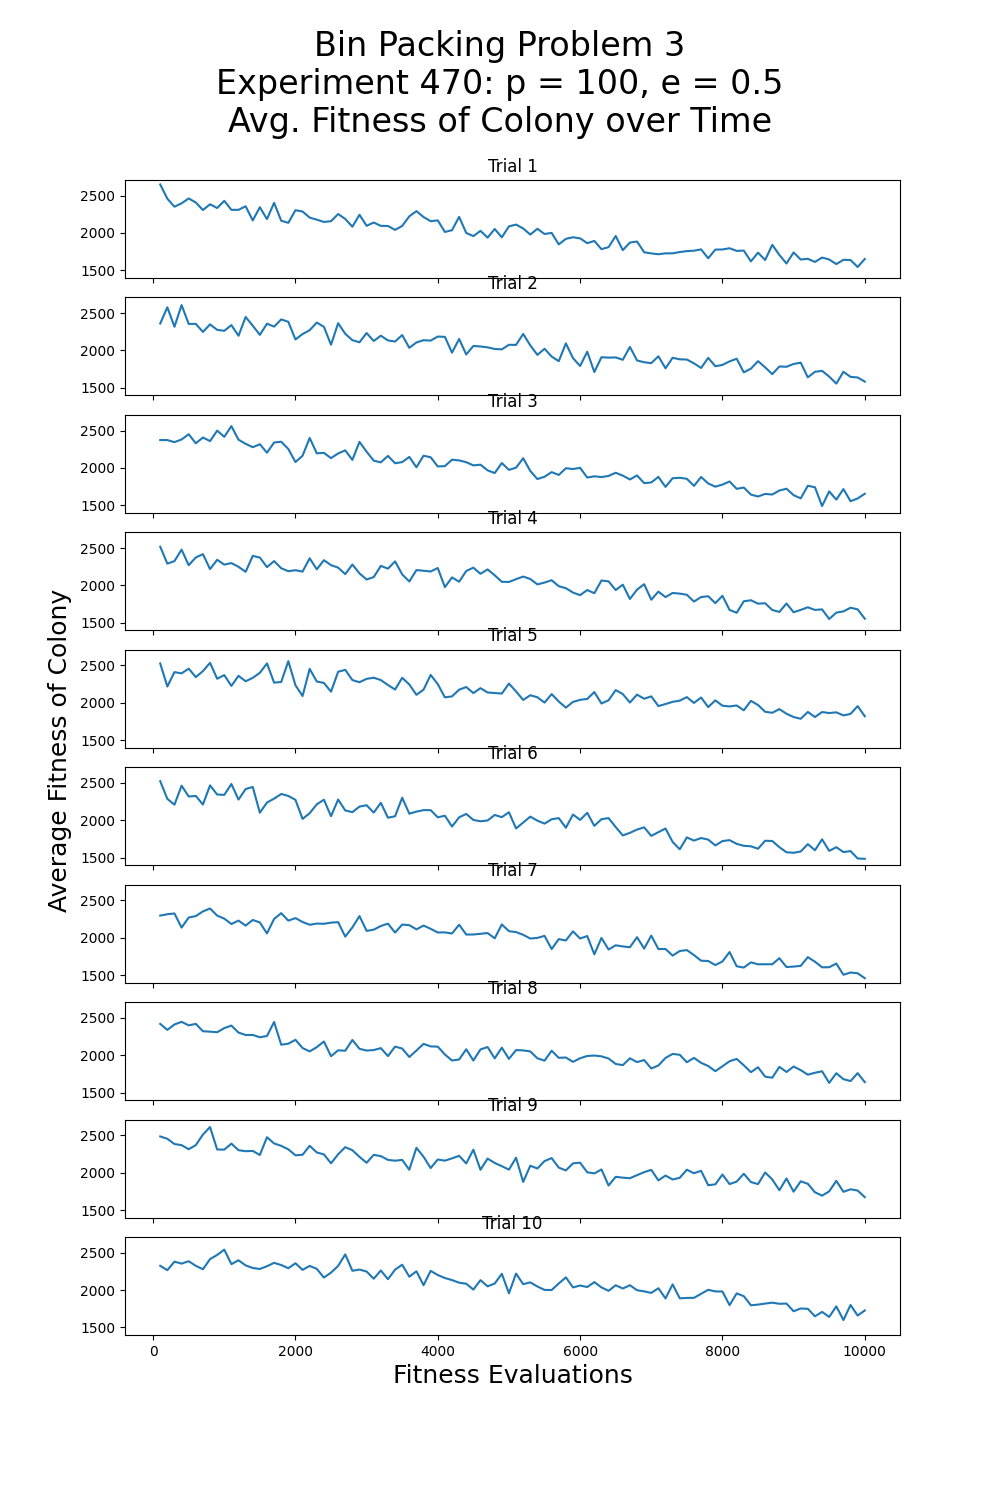 Bin Packing Problem 3
Experiment 470: p = 100, e = 0.5
Avg. Fitness of Colony over Time
Trial 1
2500
2000
1500
Trial 2
2500
2000
1500
Trial 3
2500
2000
1500
Trial 4
2500
2000
1500
Trial 5
2500
2000
1500
Trial 6
2500
2000
1500
Trial 7
2500
2000
1500
Trial 8
2500
2000
1500
Trial 9
2500
2000
1500
Trial 10
2500
2000
1500
0 2000 4000 6000 8000 10000
Fitness Evaluations
Average Fitness of Colony